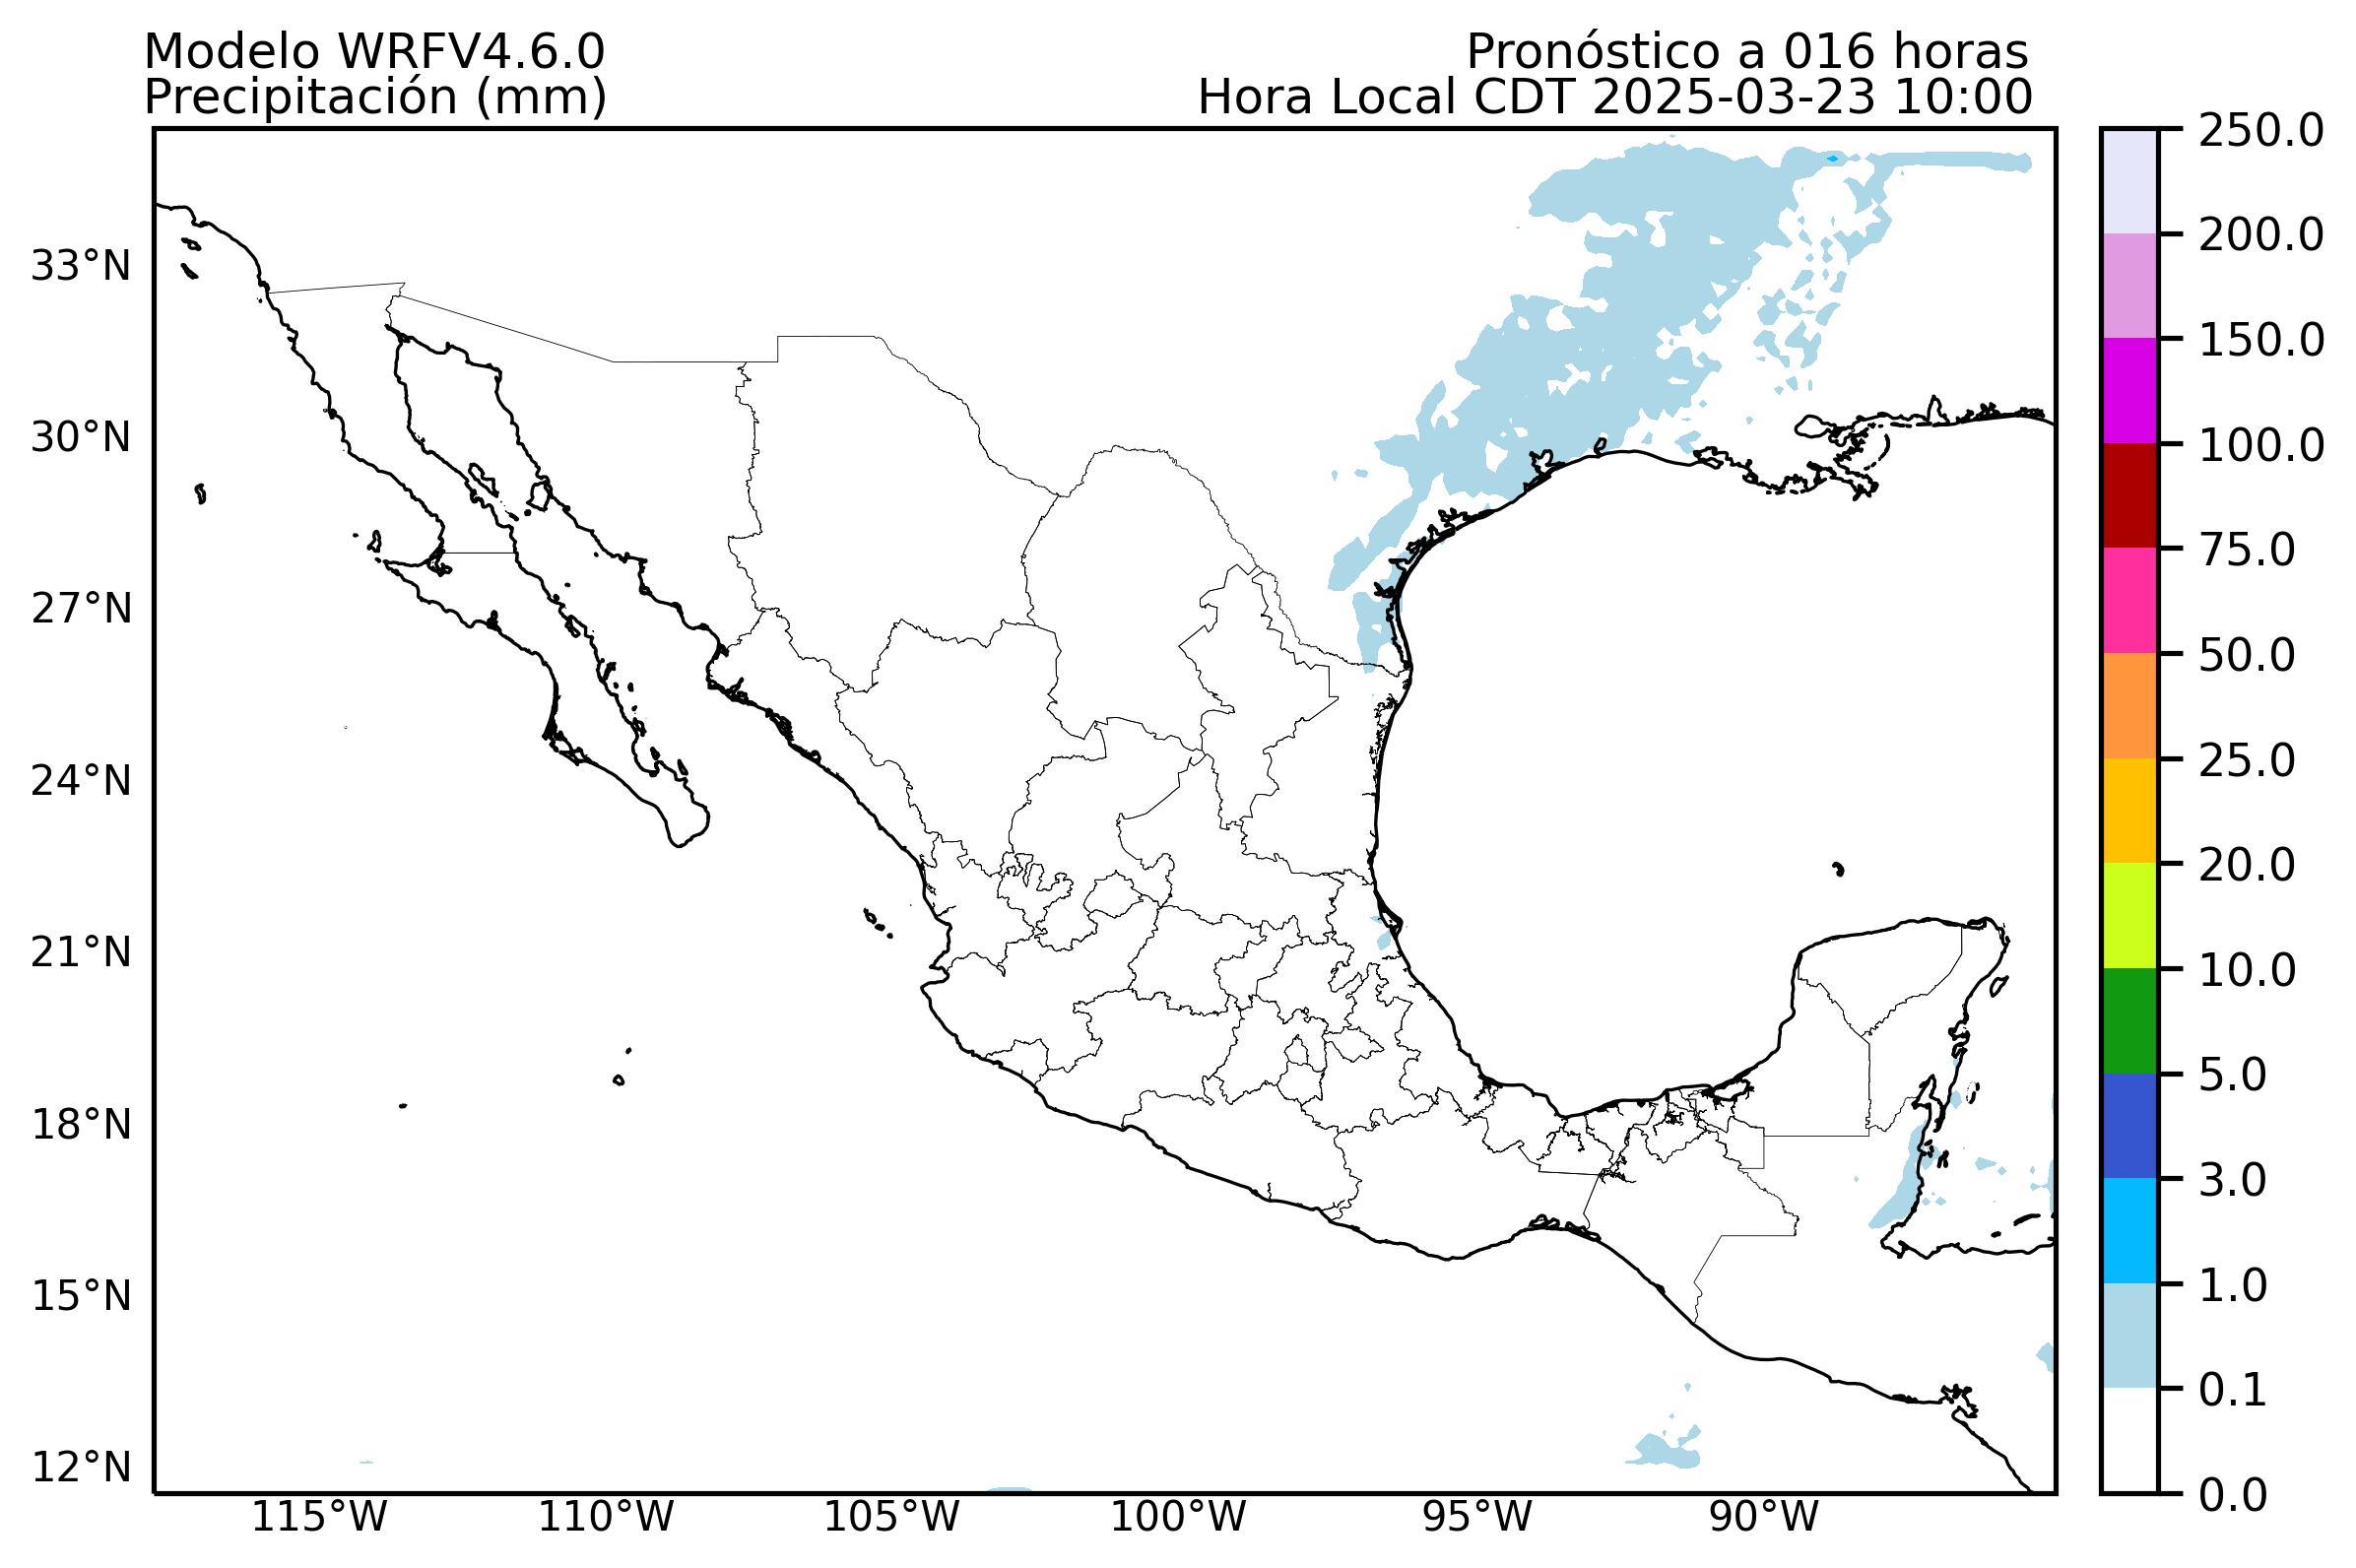 Modelo WRFV4.6.0
Pronóstico a 016 horas
Precipitación (mm)
Hora Local CDT 2025-03-23 10:00
33°N
30°N
27°N
24°N
21°N
18°N
15°N
12°N
115°W
110°W
105°W
100°W
95°W
90°W
250.0
200.0
150.0
100.0
75.0
50.0
25.0
20.0
10.0
5.0
3.0
1.0
0.1
0.0